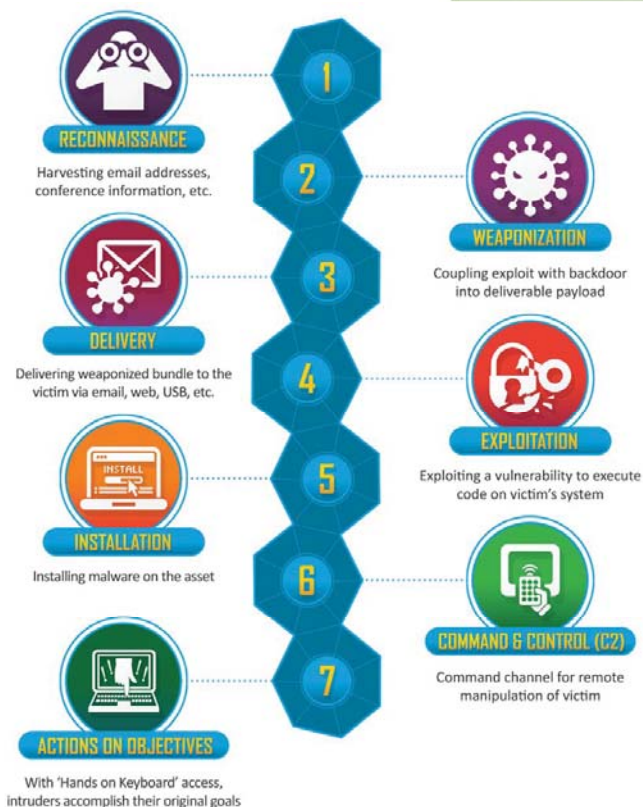 1
RECONNAISSANCE
Harvesting email addresses,
conference information, etc.
2
WEAPONIZATION
Coupling exploit with backdoor
into deliverable payload
3
DELIVERY
Delivering weaponized bundle to the
victim via email, web, USB, etc.
4
EXPLOITATION
Exploiting a vulnerability to execute
code on victim's system
5
INSTALL
INSTALLATION
Installing malware on the asset
6
COMMAND & CONTROL (C2)
Command channel for remote
manipulation of victim
7
ACTIONS ON OBJECTIVES
With 'Hands on Keyboard' access,
intruders accomplish their original goals